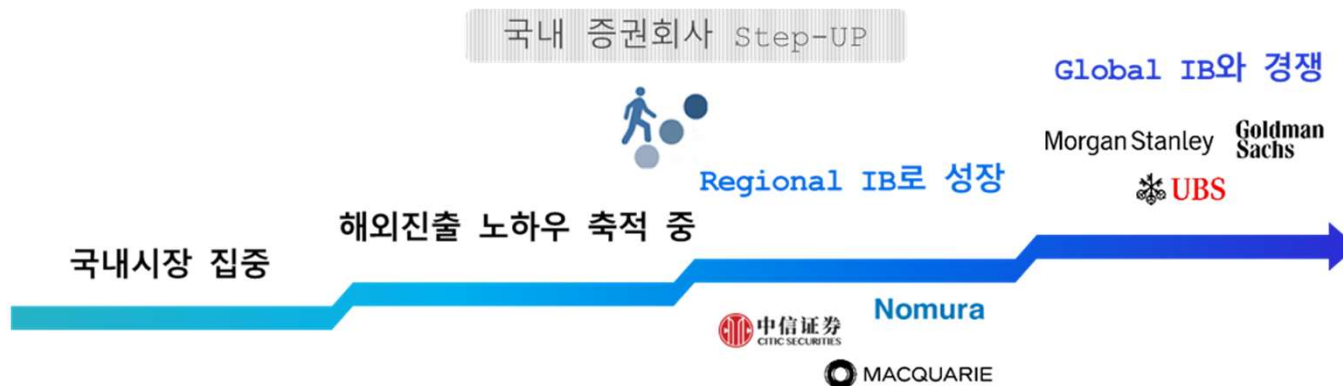 국내 증권회사 Step-UP
Global IB와 경쟁
Morgan Stanley
Goldman
Sachs
UBS
Regional IB로 성장
해외진출 노하우 축적 중
국내시장 집중
中信证券
CITIC SECURITIES
Nomura
MACQUARIE